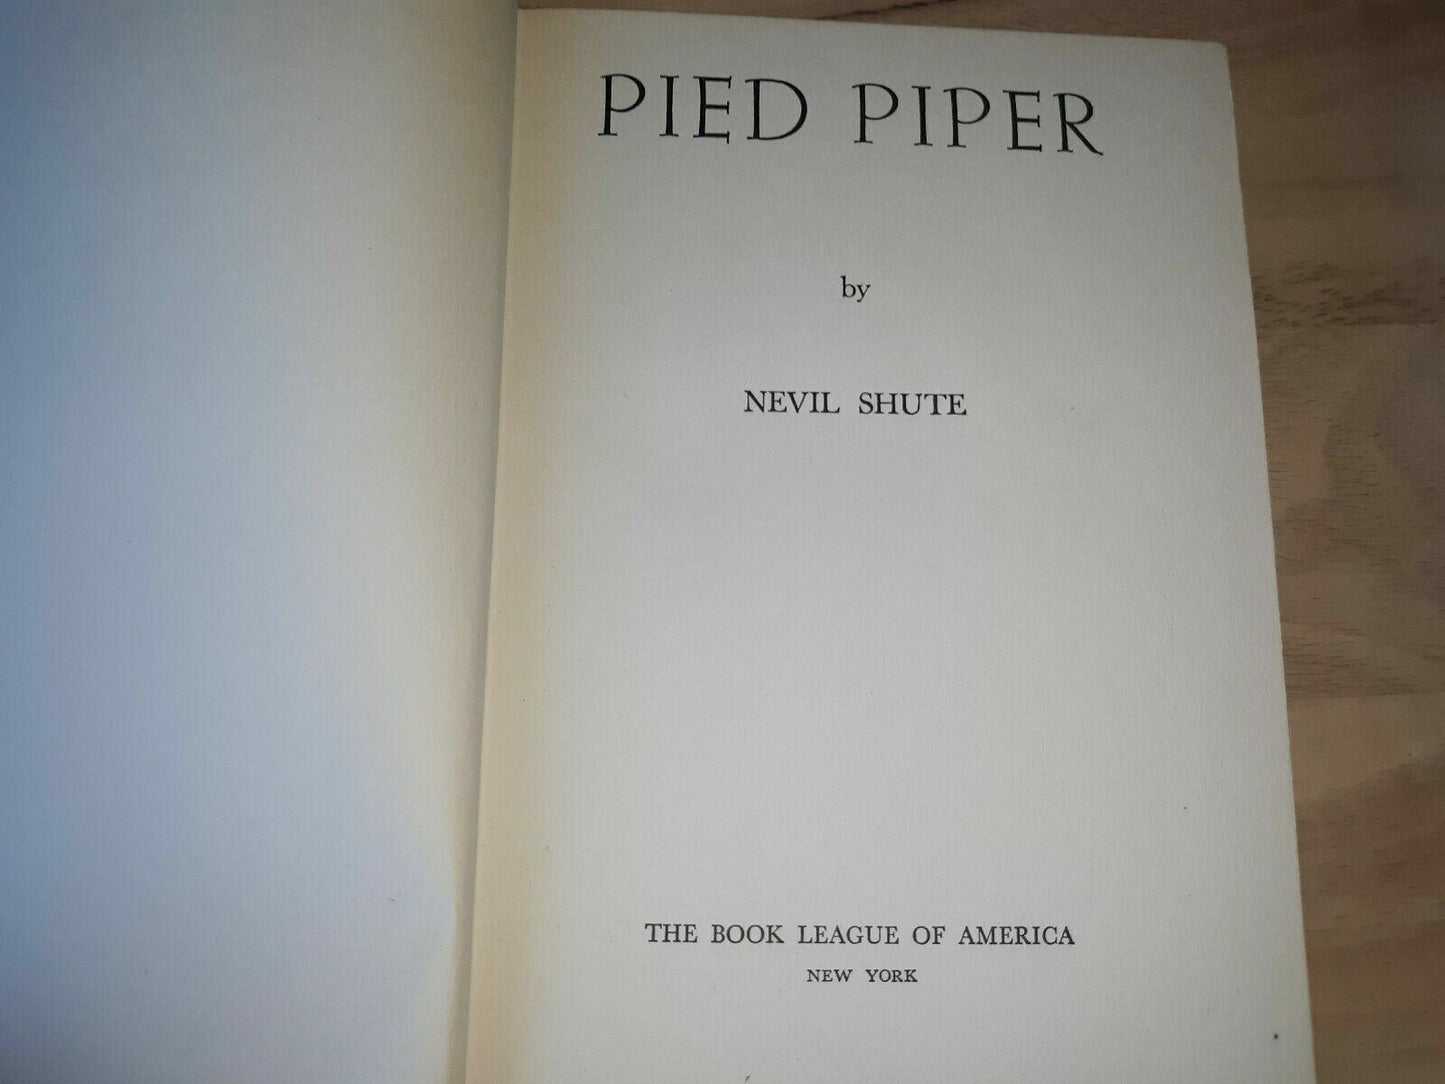 PIED PIPER
by
NEVIL SHUTE
THE BOOK LEAGUE OF AMERICA
NEW YORK